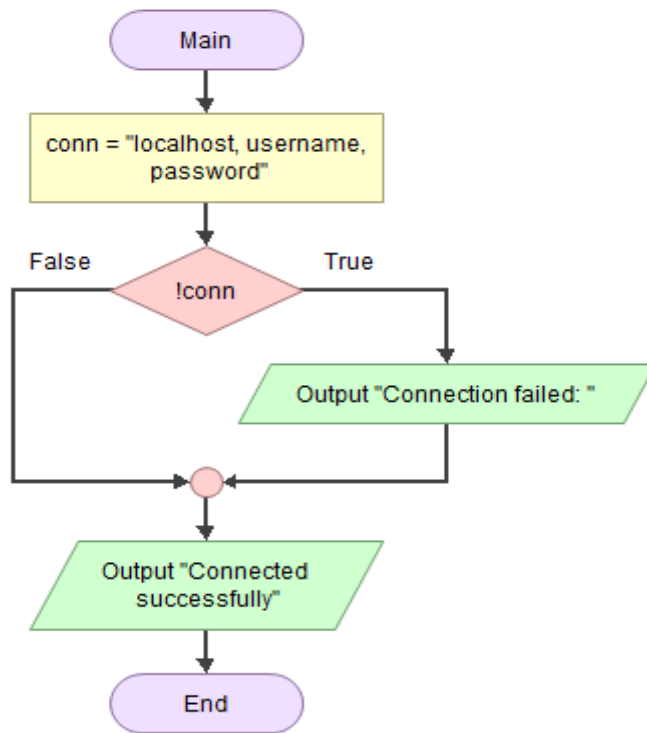 Main
conn = "localhost, username,
password"
False
True
!conn
Output "Connection failed: "
Output "Connected
successfully"
End